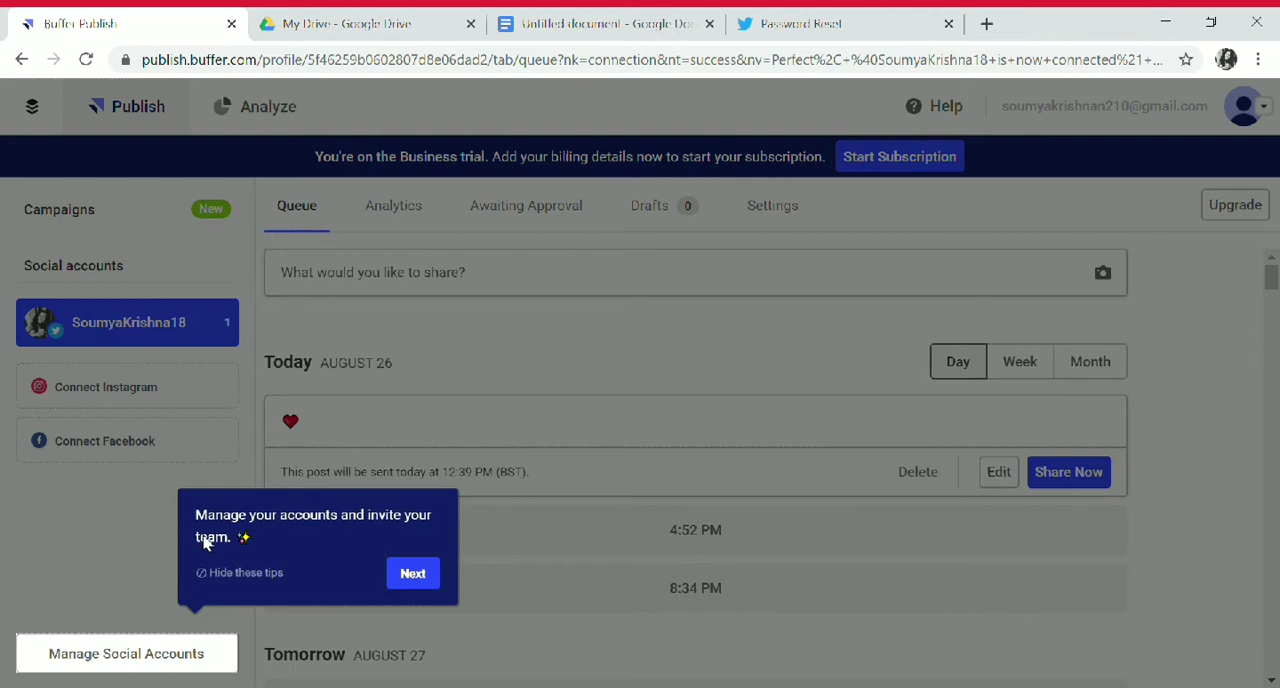 Buffer Publish
My Drive - Google Drive
Untitled document - Google Doc
Password Reset
publish.buffer.com/profile/5f46259b0602807d8e06dad2/tab/queue?nk=connection&nt=success&nv=Perfect%2C+%40SoumyaKrishna18+is+now+connected%21+...
Publish
Analyze
Help
soumyakrishnan210@gmail.com
You're on the Business trial. Add your billing details now to start your subscription.
Start Subscription
Campaigns
New
Queue
Analytics
Awaiting Approval
Drafts 0
Settings
Upgrade
Social accounts
What would you like to share?
SoumyaKrishna18 1
Connect Instagram
Connect Facebook
Today AUGUST 26
Day
Week
Month
This post will be sent today at 12:39 PM (BST).
Delete
Edit
Share Now
Manage your accounts and invite your
team. ✨
Hide these tips
Next
4:52 PM
8:34 PM
Manage Social Accounts
Tomorrow AUGUST 27